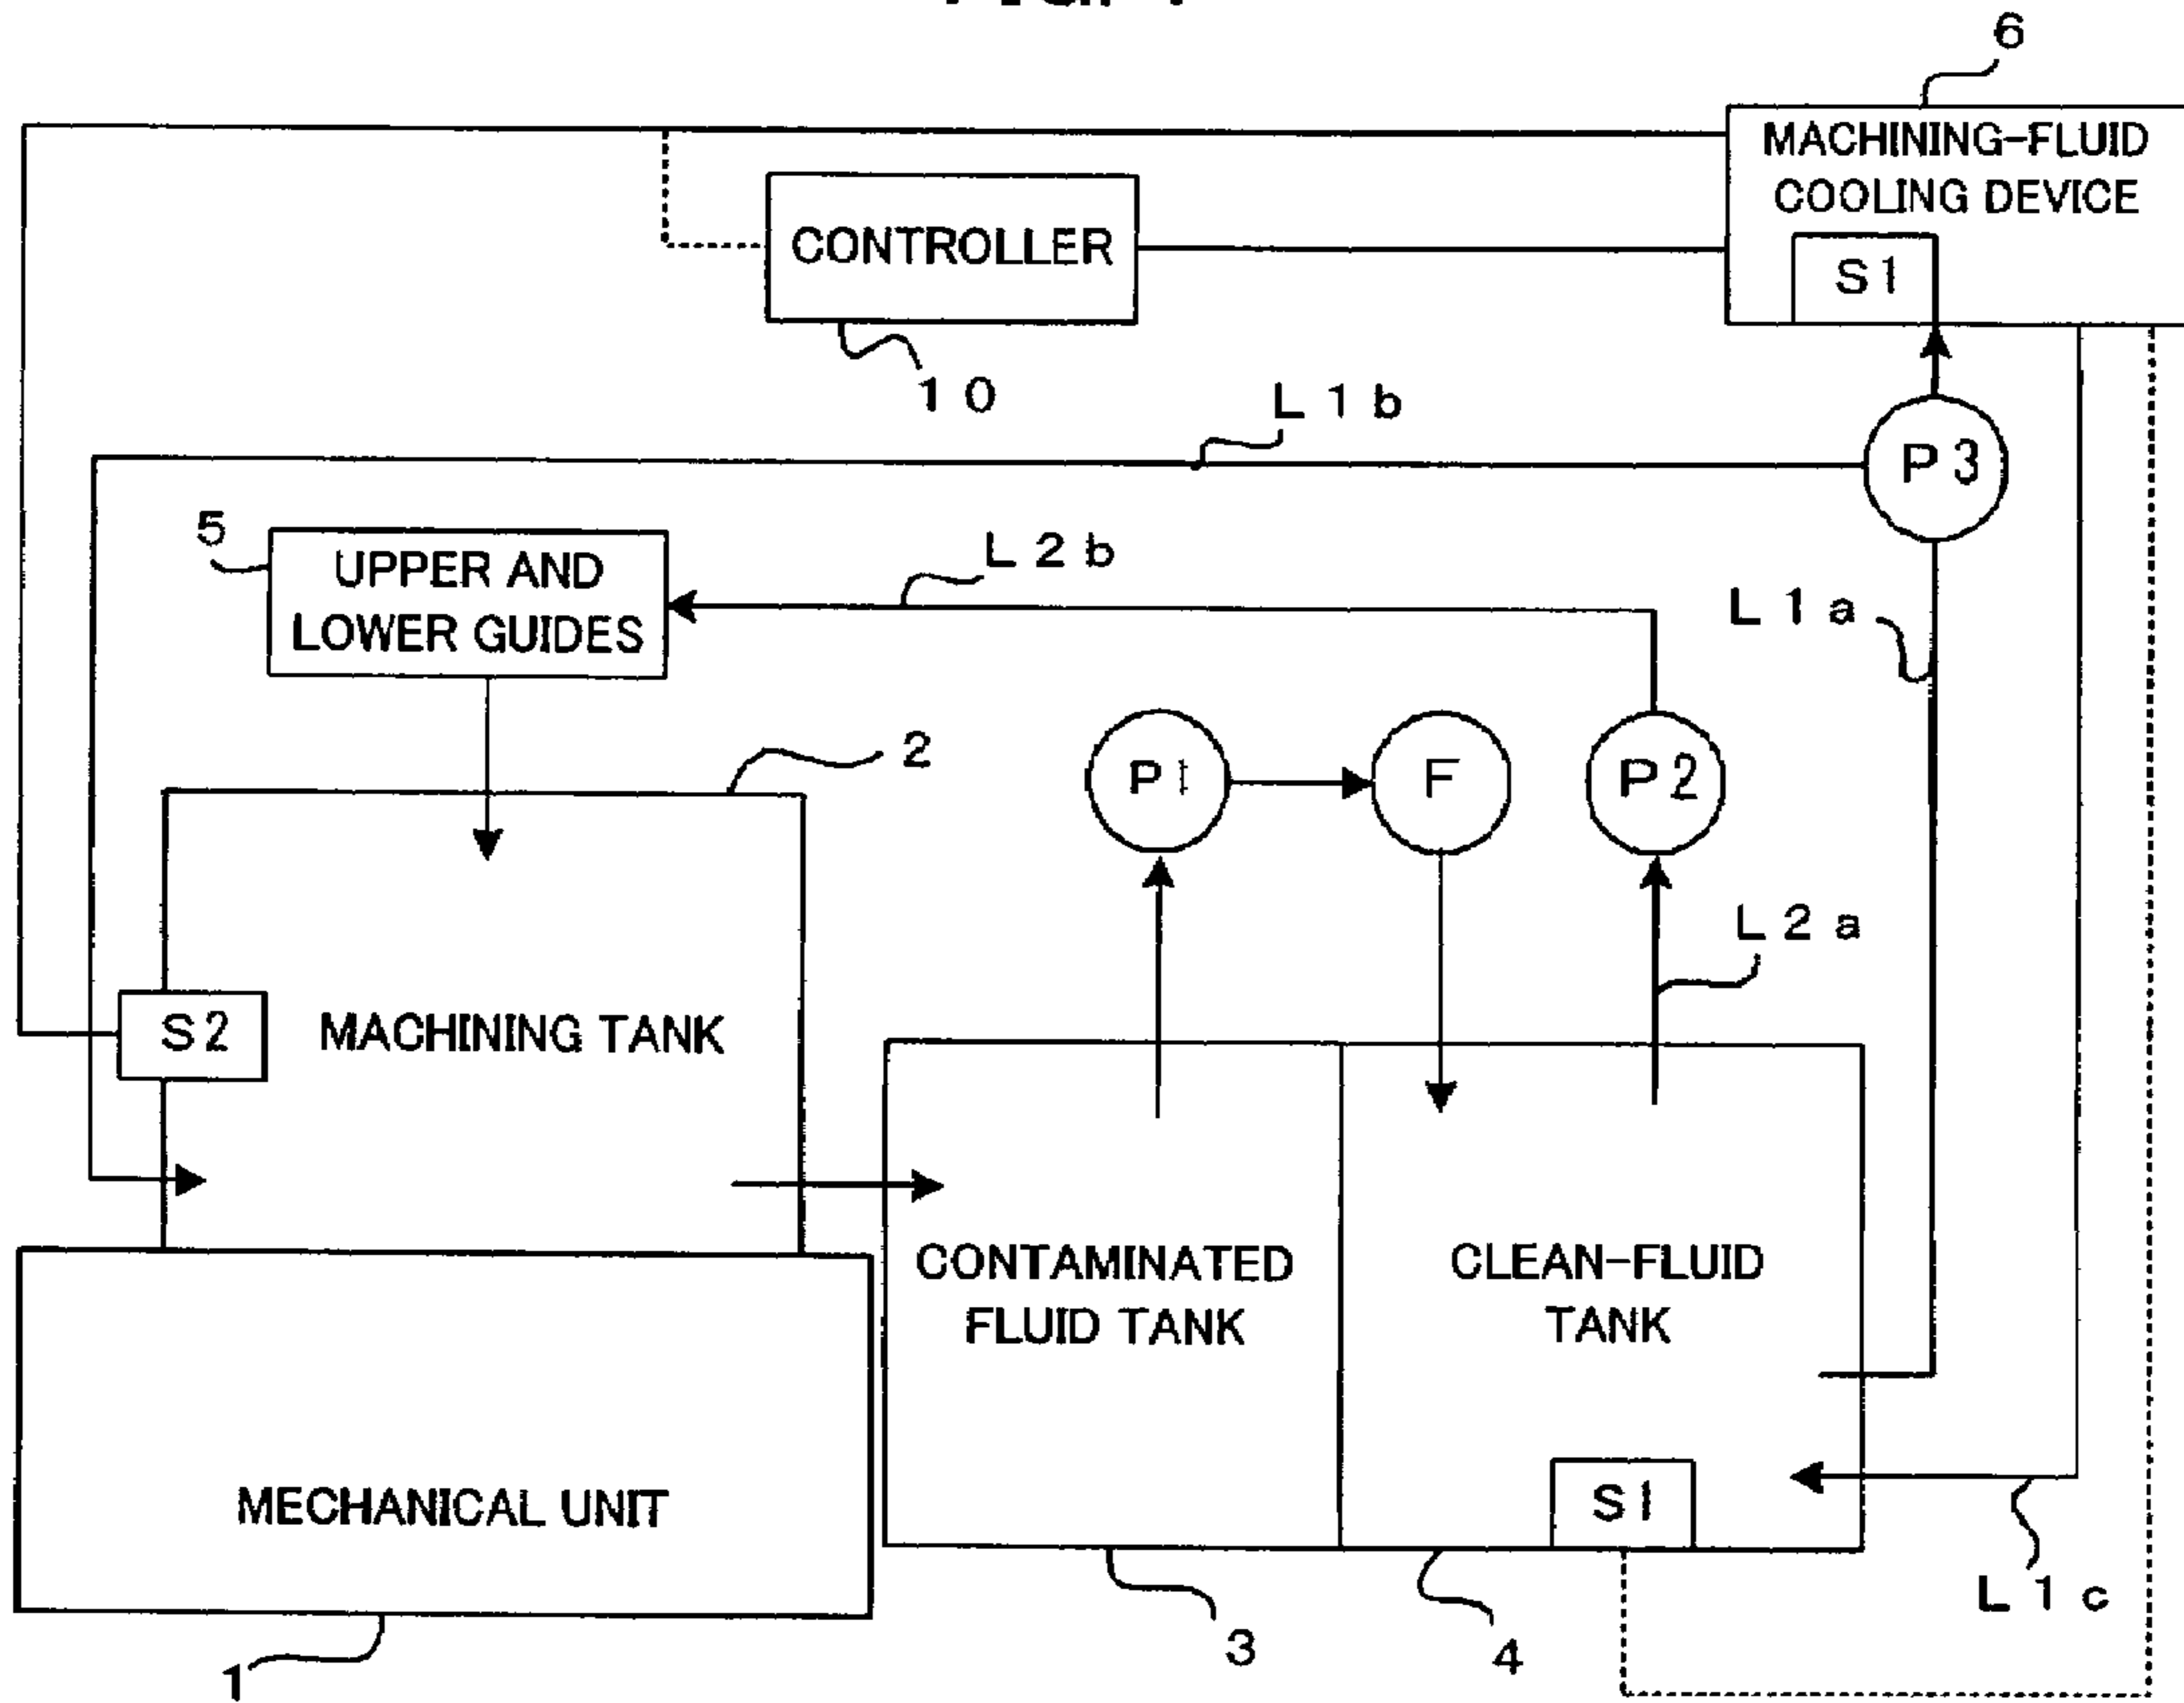 6
MACHINING-FLUID
COOLING DEVICE
S1
CONTROLLER
10
L1b
P3
5
UPPER AND
LOWER GUIDES
L2b
L1a
2
P1
F
P2
L2a
S2
MACHINING TANK
CONTAMINATED
FLUID TANK
CLEAN-FLUID
TANK
MECHANICAL UNIT
S1
L1c
1
3
4